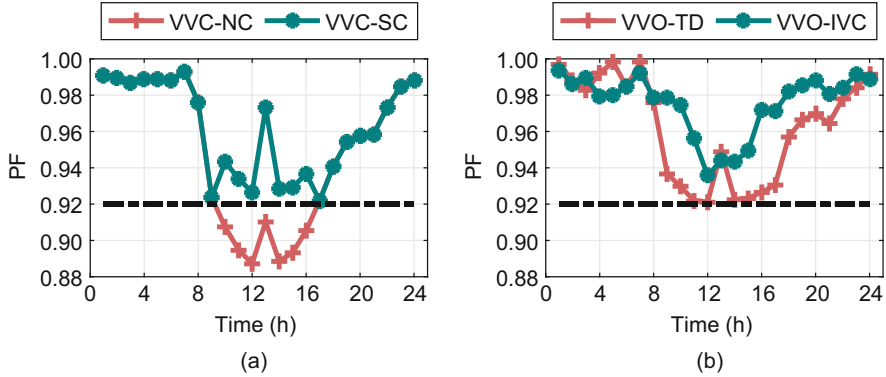 VVC-NC VVC-SC
1.00
0.98
0.96
0.94
0.92
0.90
0.88
PF
0 4 8 12 16 20 24
Time (h)
(a)
VVO-TD VVO-IVC
1.00
0.98
0.96
0.94
0.92
0.90
0.88
PF
0 4 8 12 16 20 24
Time (h)
(b)